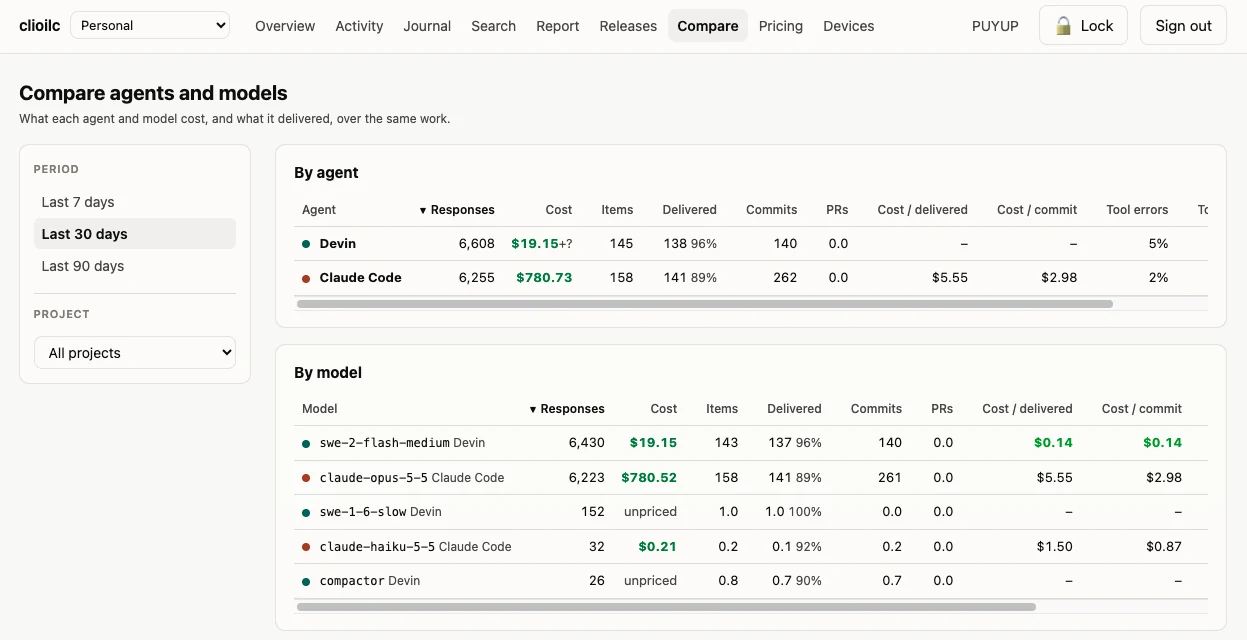 clioilc Personal Overview Activity Journal Search Report Releases Compare Pricing Devices PUYUP Lock Sign out
Compare agents and models
What each agent and model cost, and what it delivered, over the same work.
PERIOD
Last 7 days
Last 30 days
Last 90 days
PROJECT
All projects
By agent
Agent ▼ Responses Cost Items Delivered Commits PRs Cost / delivered Cost / commit Tool errors
Devin 6,608 $19.15+? 145 138 96% 140 0.0 – – 5%
Claude Code 6,255 $780.73 158 141 89% 262 0.0 $5.55 $2.98 2%
By model
Model ▼ Responses Cost Items Delivered Commits PRs Cost / delivered Cost / commit
swe-2-flash-medium Devin 6,430 $19.15 143 137 96% 140 0.0 $0.14 $0.14
claude-opus-5-5 Claude Code 6,223 $780.52 158 141 89% 261 0.0 $5.55 $2.98
swe-1-6-slow Devin 152 unpriced 1.0 1.0 100% 0.0 0.0 – –
claude-haiku-5-5 Claude Code 32 $0.21 0.2 0.1 92% 0.2 0.0 $1.50 $0.87
compactor Devin 26 unpriced 0.8 0.7 90% 0.7 0.0 – –